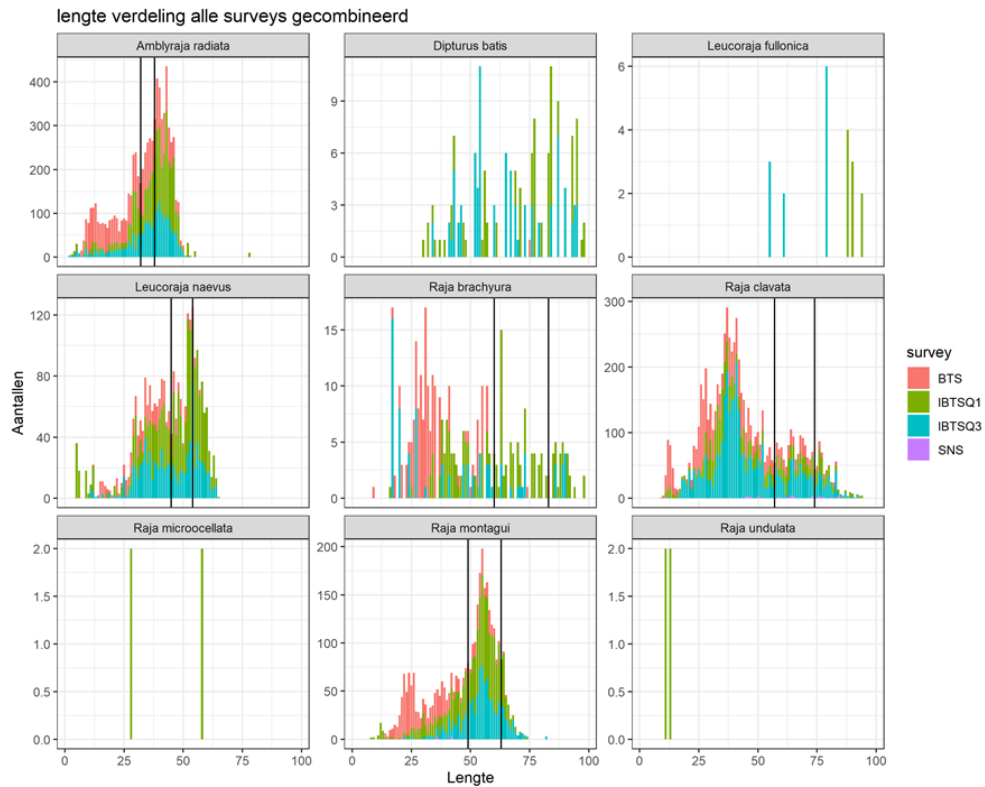 lengte verdeling alle surveys gecombineerd
Amblyraja radiata
Dipturus batis
Leucoraja fullonica
400
300
200
100
0
9
6
3
0
6
4
2
0
Leucoraja naevus
Raja brachyura
Raja clavata
120
80
40
0
15
10
5
0
300
200
100
0
Raja microocellata
Raja montagui
Raja undulata
2.0
1.5
1.0
0.5
0.0
200
150
100
50
0
2.0
1.5
1.0
0.5
0.0
0 25 50 75 100
0 25 50 75 100
0 25 50 75 100
Aantallen
Lengte
survey
BTS
IBTSQ1
IBTSQ3
SNS